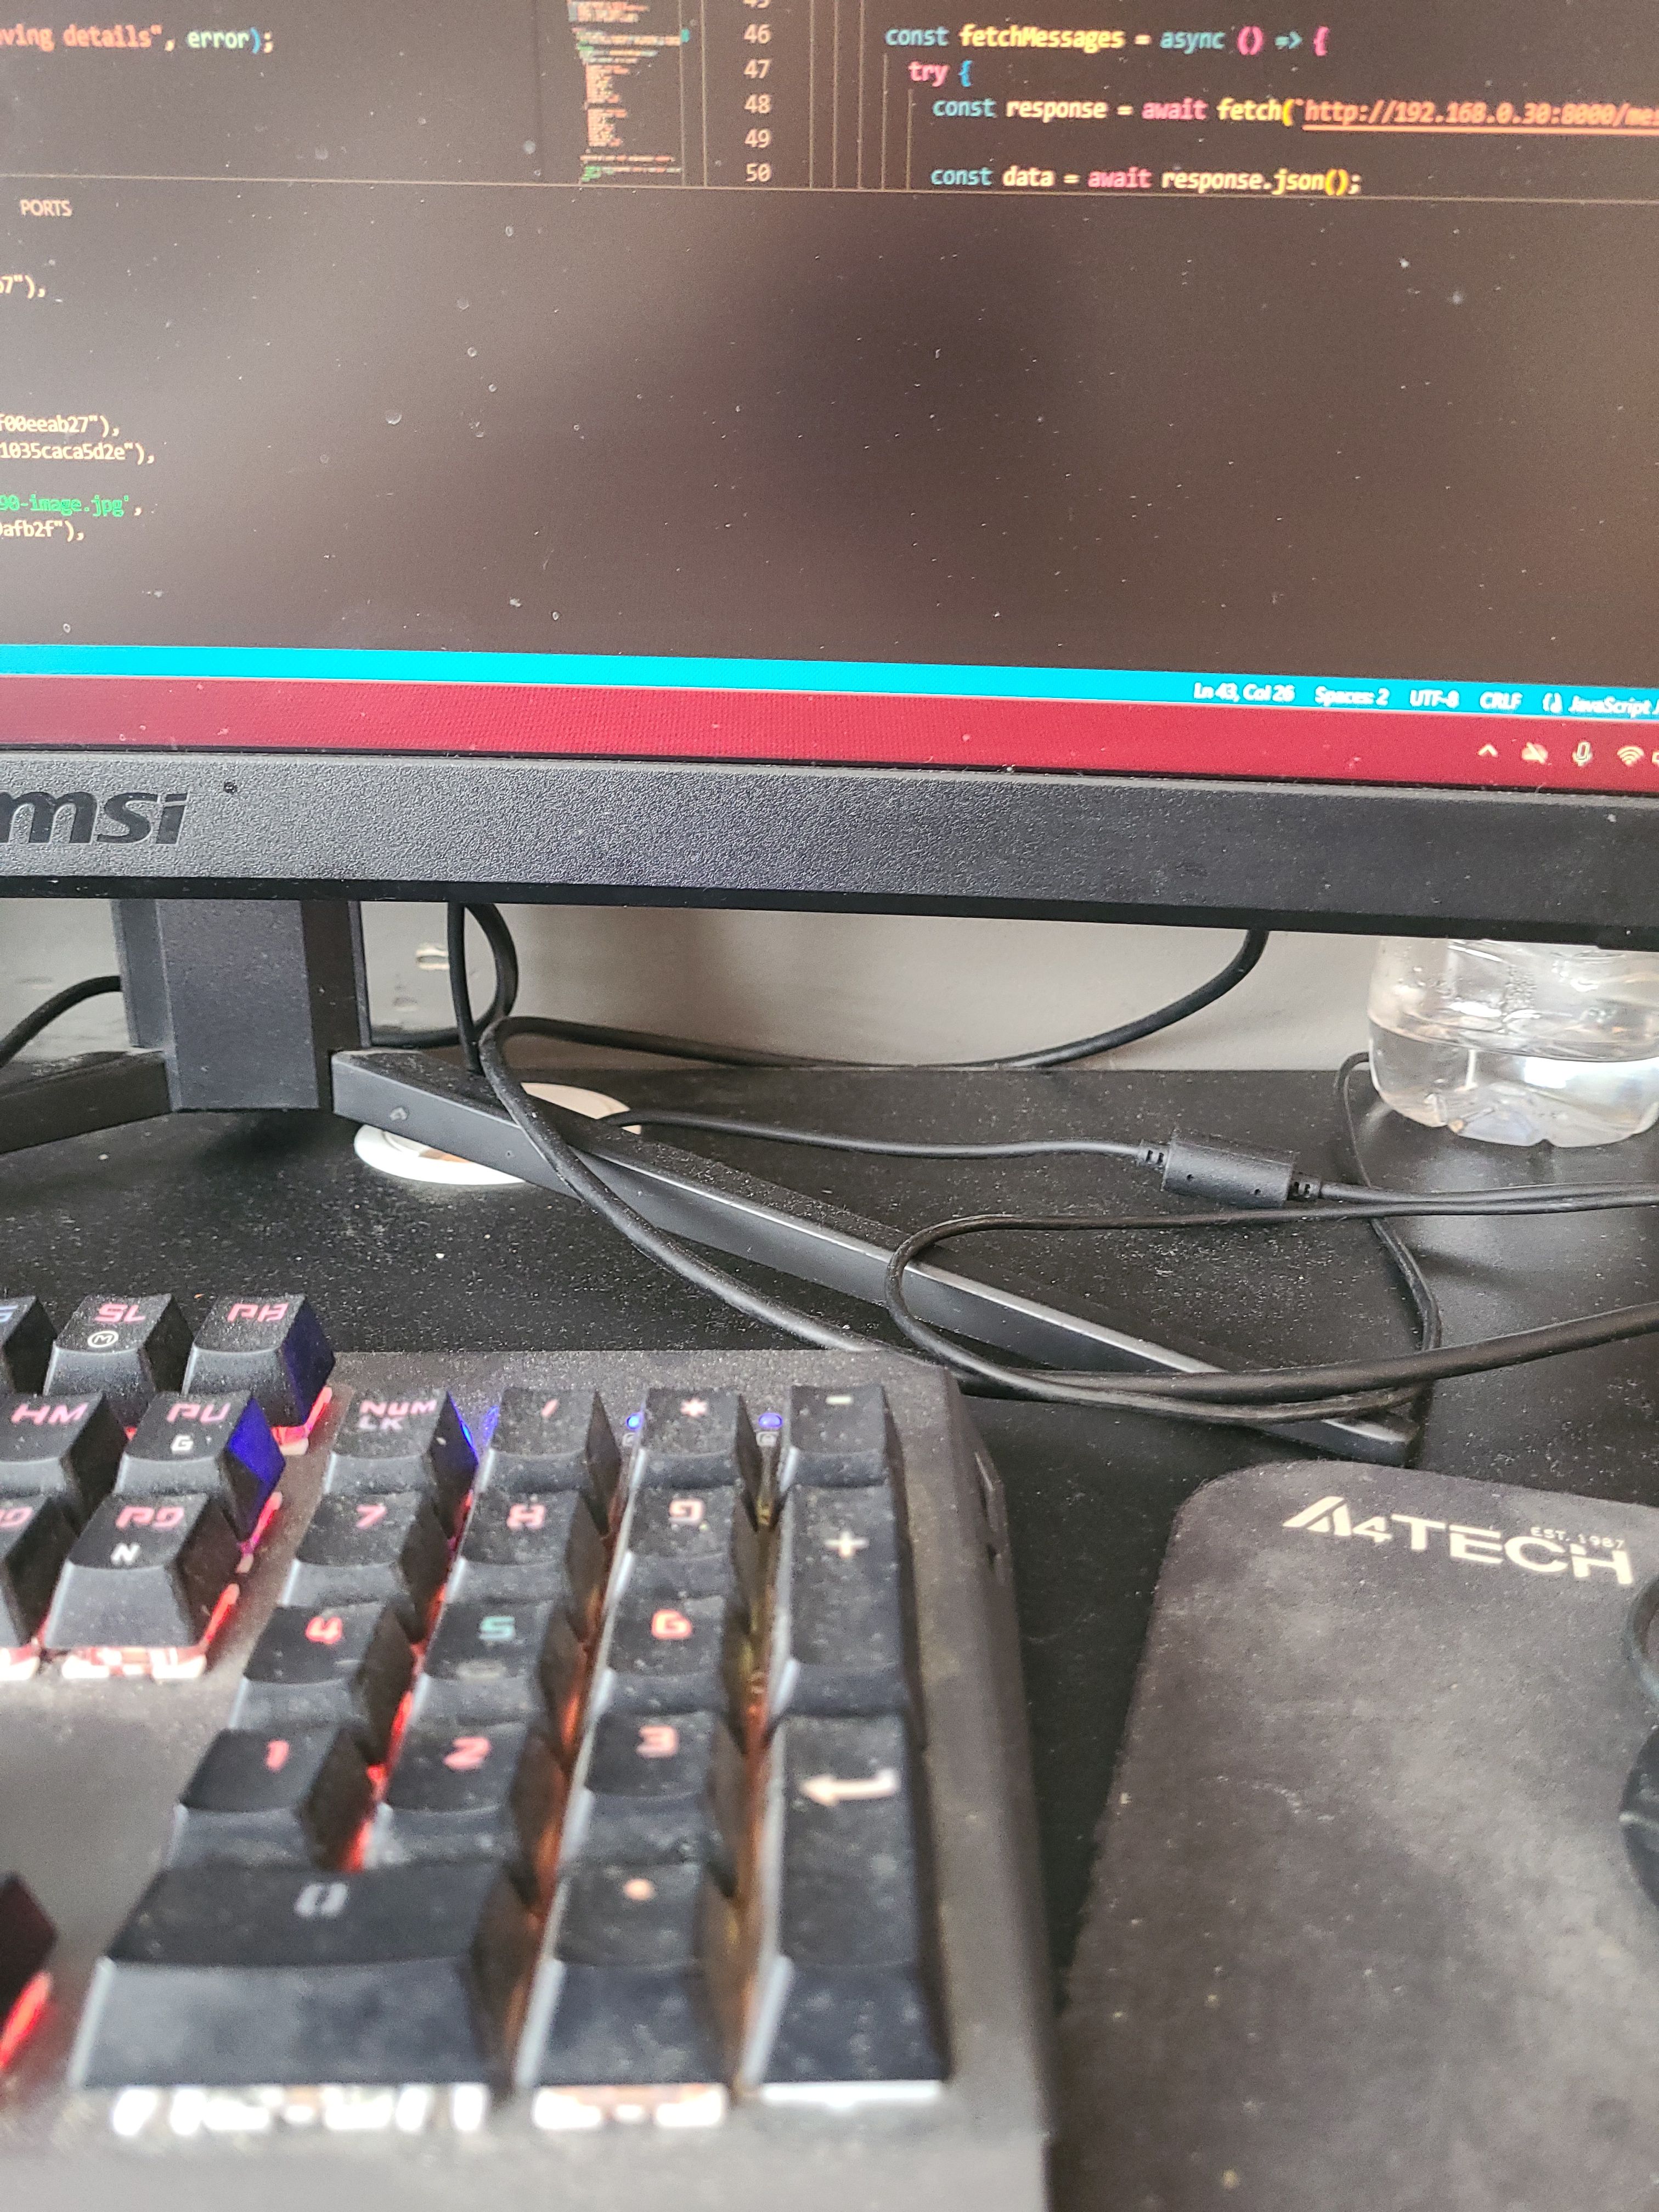 ving details", error);
46 const fetchMessages = async () => {
47 try {
48 const response = await fetch(`http://192.168.0.30:8000/mes
49
50 const data = await response.json();
PORTS
7"),
f00eeab27"),
1035caca5d2e"),
90-image.jpg',
afb2f"),
Ln 43, Col 26 Spaces: 2 UTF-8 CRLF JavaScript J
msi
SL PB
M
HM PU NUM LK / * -
G
PD 7 8 9 +
N
4 5 6
1 2 3
0 .
A4TECH
EST. 1987